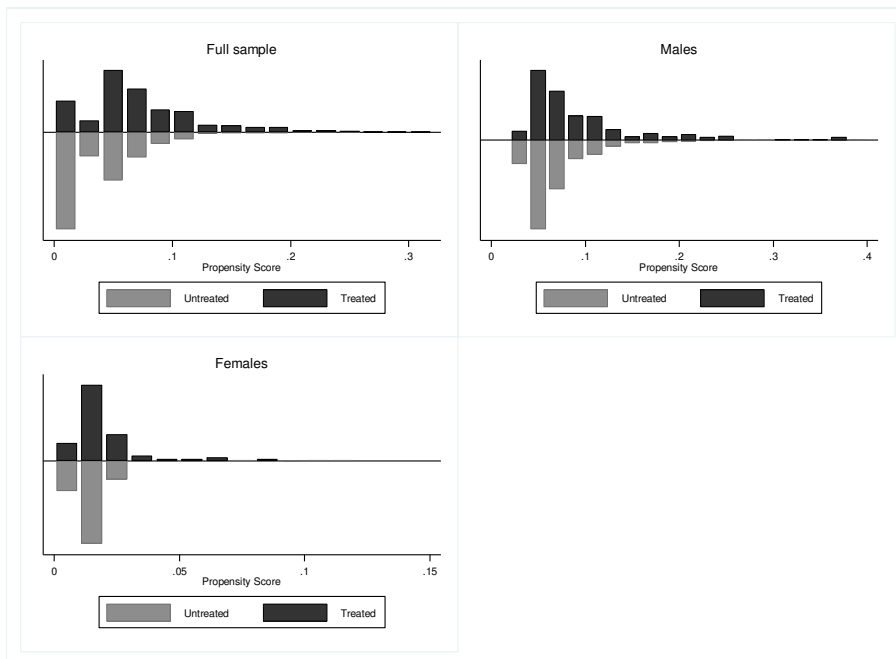 Full sample
0 .1 .2 .3
Propensity Score
Untreated Treated
Males
0 .1 .2 .3 .4
Propensity Score
Untreated Treated
Females
0 .05 .1 .15
Propensity Score
Untreated Treated